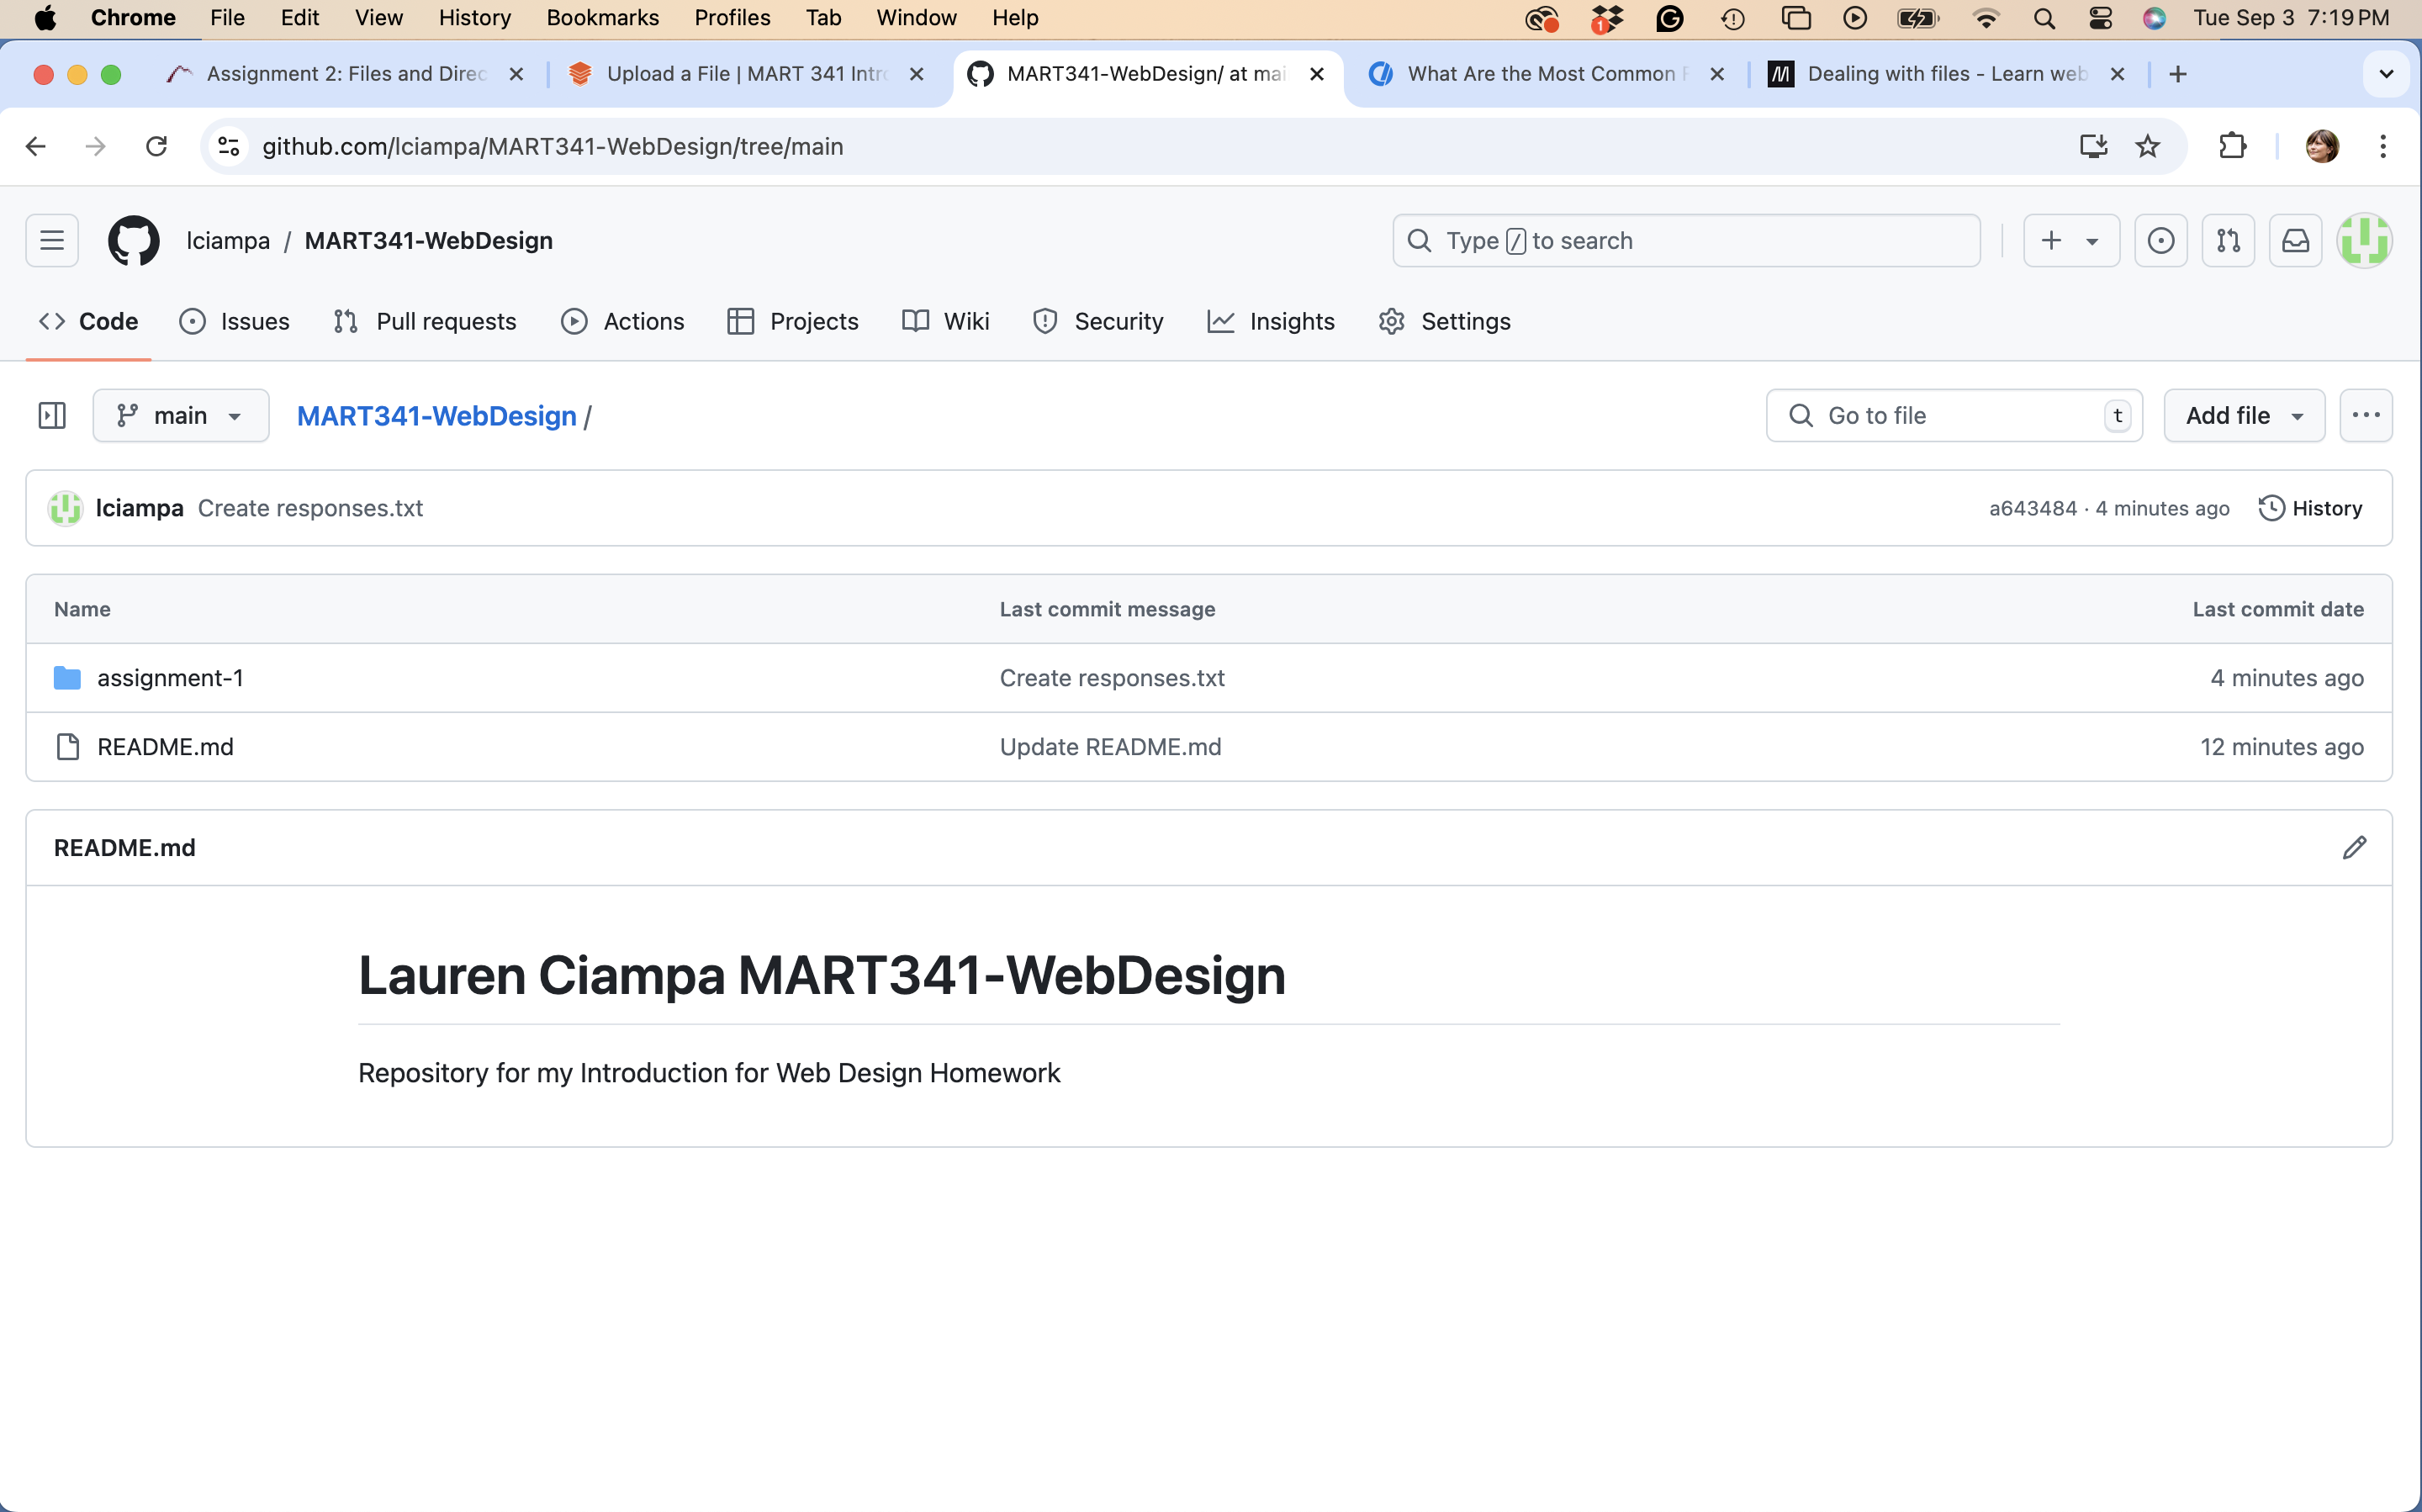 Chrome File Edit View History Bookmarks Profiles Tab Window Help 1 Tue Sep 3 7:19 PM
Assignment 2: Files and Direc Upload a File | MART 341 Intro MART341-WebDesign/ at mai What Are the Most Common Dealing with files - Learn web
github.com/lciampa/MART341-WebDesign/tree/main
lciampa / MART341-WebDesign Type / to search
Code Issues Pull requests Actions Projects Wiki Security Insights Settings
main MART341-WebDesign / Go to file t Add file
lciampa Create responses.txt a643484 · 4 minutes ago History
Name Last commit message Last commit date
assignment-1 Create responses.txt 4 minutes ago
README.md Update README.md 12 minutes ago
README.md
Lauren Ciampa MART341-WebDesign
Repository for my Introduction for Web Design Homework